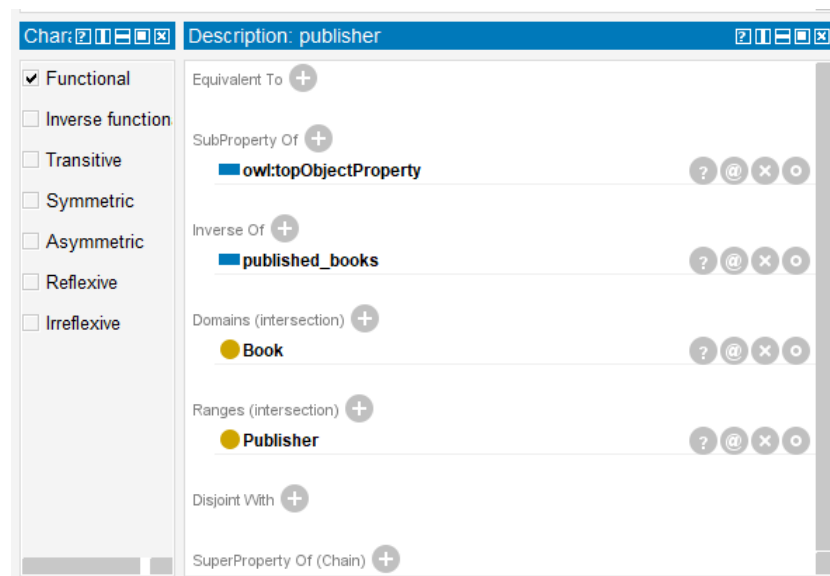 Char: Description: publisher
Functional
Inverse function
Transitive
Symmetric
Asymmetric
Reflexive
Irreflexive
Equivalent To
SubProperty Of
owl:topObjectProperty
Inverse Of
published_books
Domains (intersection)
Book
Ranges (intersection)
Publisher
Disjoint With
SuperProperty Of (Chain)